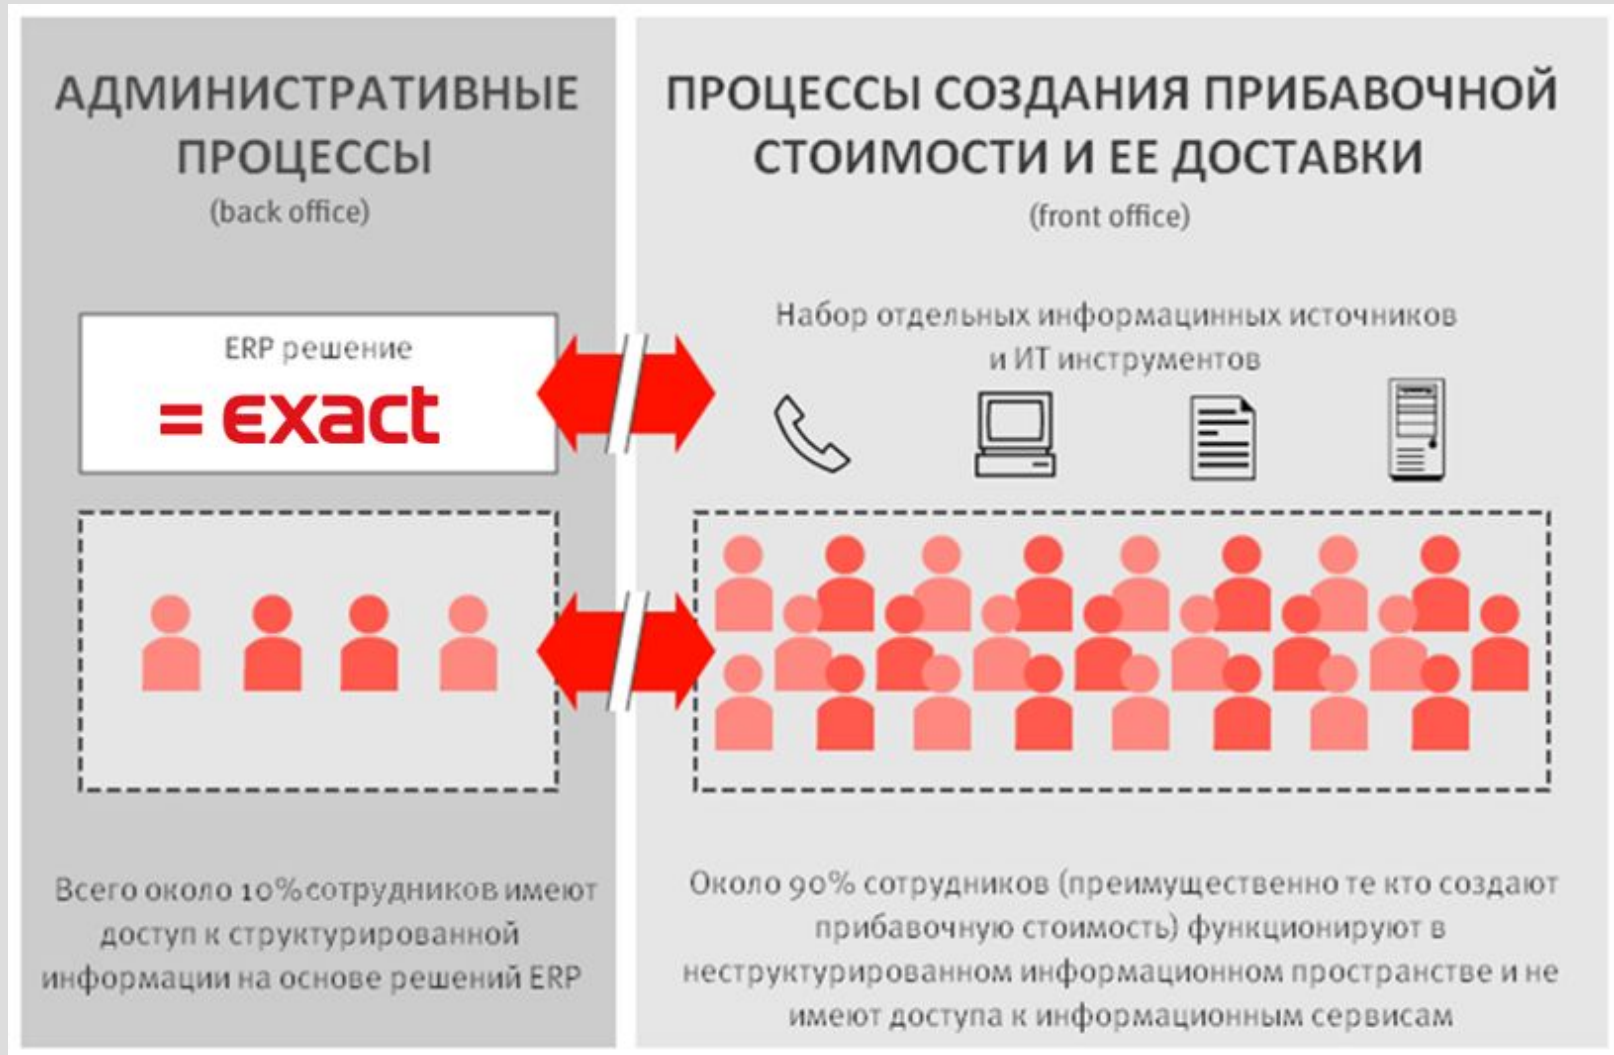 АДМИНИСТРАТИВНЫЕ
ПРОЦЕССЫ
(back office)
ERP решение
= exact
Всего около 10% сотрудников имеют
доступ к структурированной
информации на основе решений ERP
ПРОЦЕССЫ СОЗДАНИЯ ПРИБАВОЧНОЙ
СТОИМОСТИ И ЕЕ ДОСТАВКИ
(front office)
Набор отдельных информацинных источников
и ИТ инструментов
Около 90% сотрудников (преимущественно те кто создают
прибавочную стоимость) функционируют в
неструктурированном информационном пространстве и не
имеют доступа к информационным сервисам